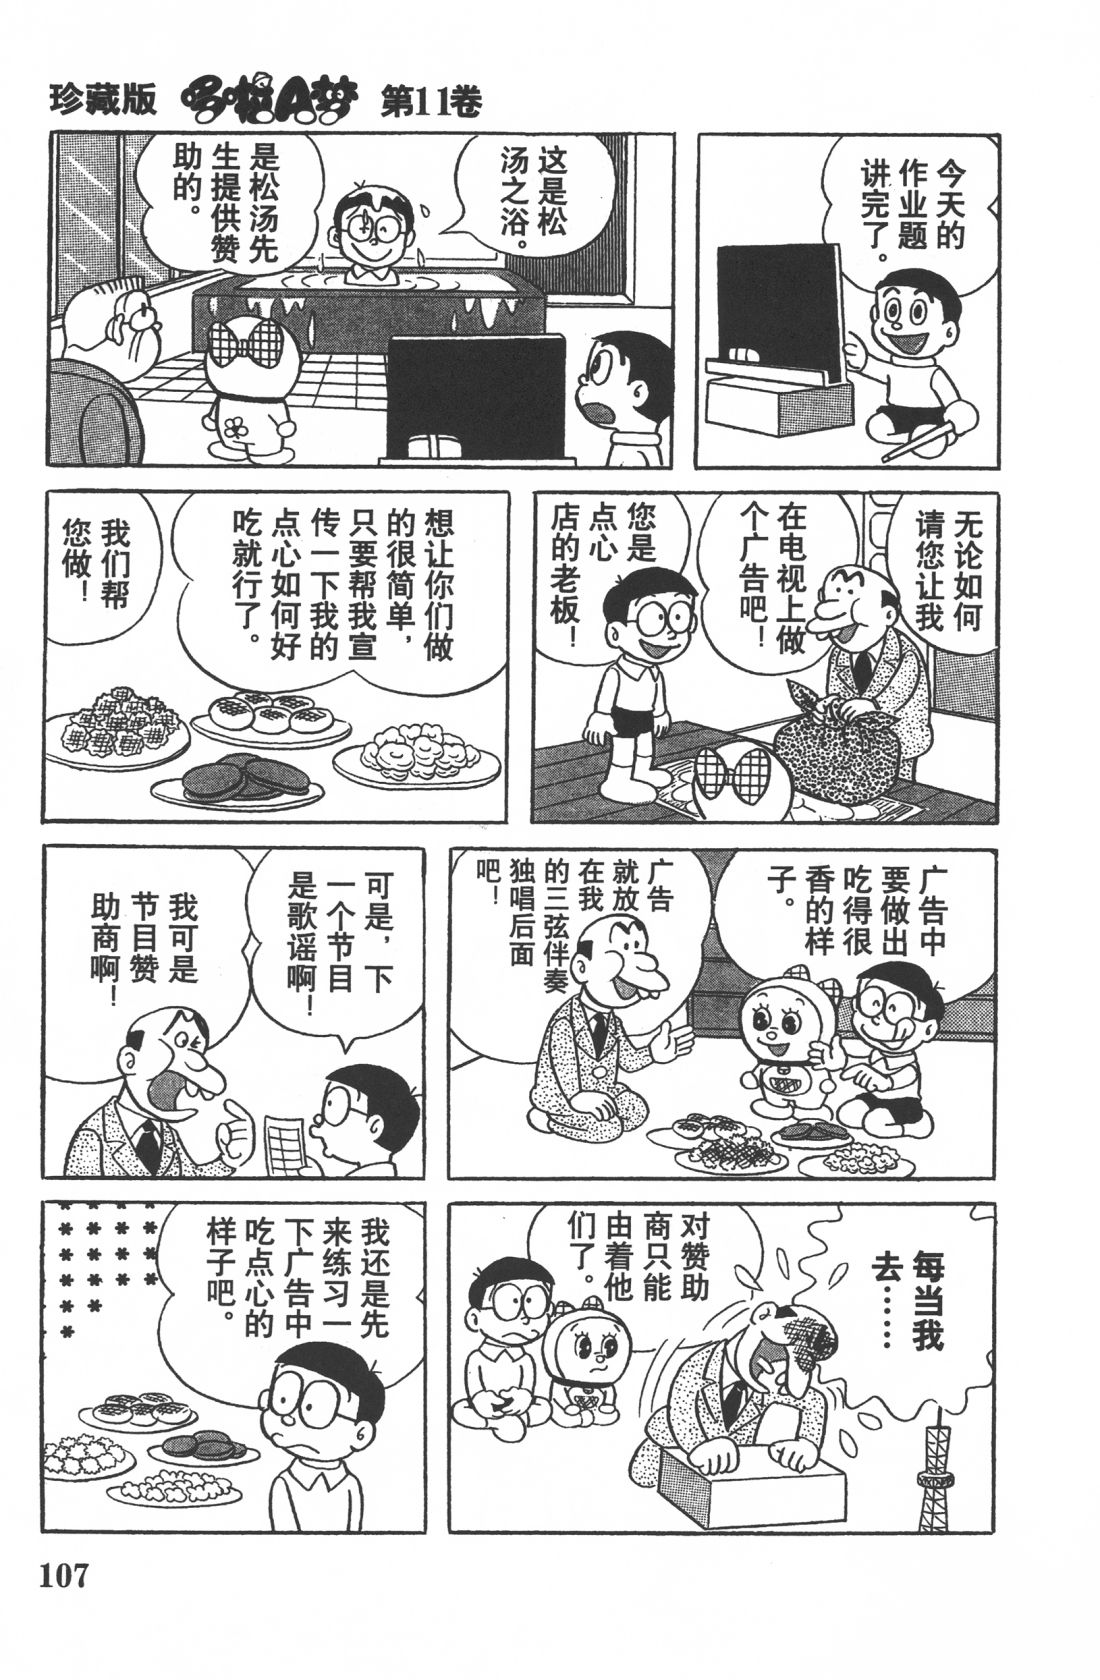 珍藏版 哆啦A梦 第11卷
今天的
作业题
讲完了。
这是松
汤之浴。
是松汤先
生提供赞
助的。
无论如何
请您让我
在电视上做
个广告吧！
您是
点心
店的老板！
想让你们做
的很简单，
只要帮我宣
传一下我的
点心如何好
吃就行了。
我们帮
您做！
广告中
要做出
吃得很
香的样
子。
广告
就放
在我
的三弦伴奏
独唱后面
吧！
可是，下
一个节目
是歌谣啊！
我可是
节目赞
助商啊！
每当我
去……
对赞助
商只能
由着他
们了。
我还是先
来练习一
下广告中
吃点心的
样子吧。
107